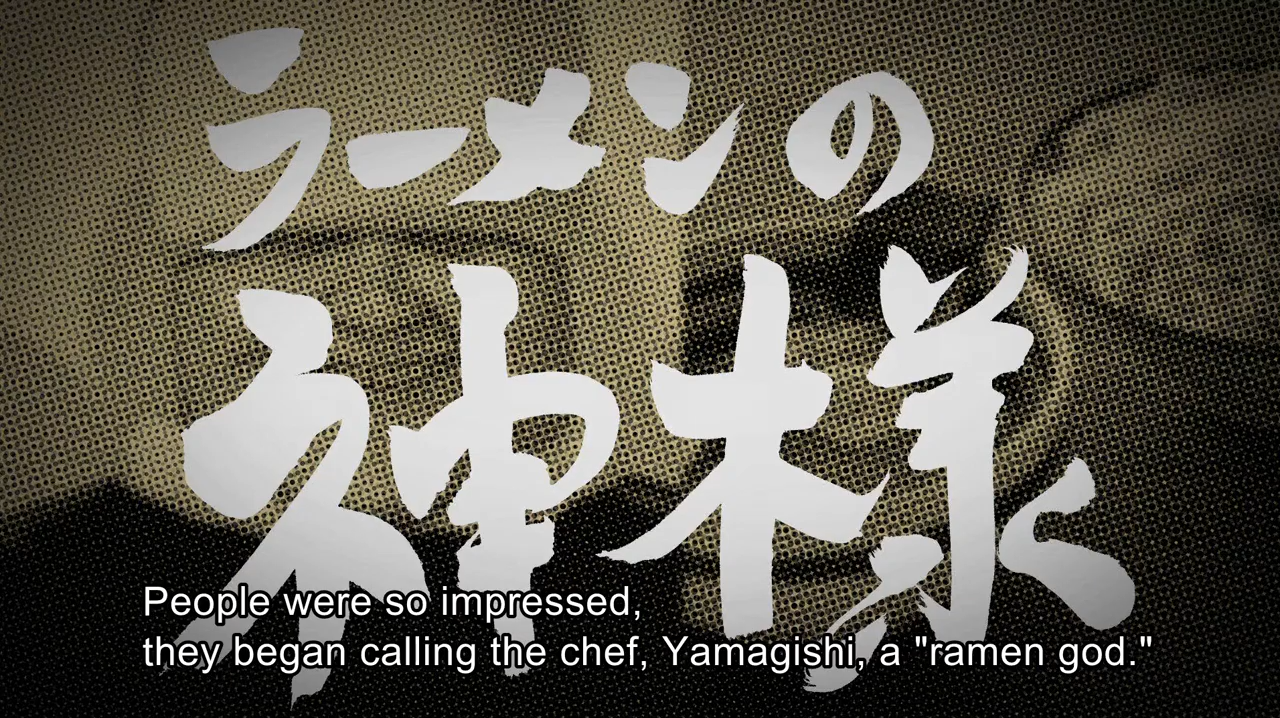 ラーメンの
神様
People were so impressed,
they began calling the chef, Yamagishi, a "ramen god."